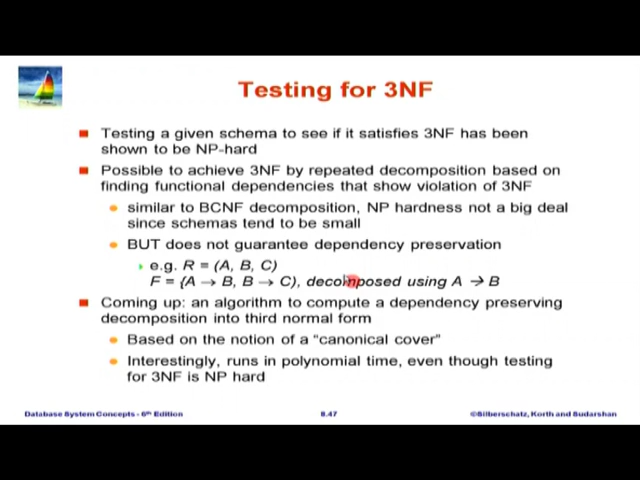 Testing for 3NF
Testing a given schema to see if it satisfies 3NF has been
shown to be NP-hard
Possible to achieve 3NF by repeated decomposition based on
finding functional dependencies that show violation of 3NF
similar to BCNF decomposition, NP hardness not a big deal
since schemas tend to be small
BUT does not guarantee dependency preservation
e.g. R = (A, B, C)
F = {A → B, B → C), decomposed using A → B
Coming up: an algorithm to compute a dependency preserving
decomposition into third normal form
Based on the notion of a "canonical cover"
Interestingly, runs in polynomial time, even though testing
for 3NF is NP hard
Database System Concepts - 6th Edition
8.47
©Silberschatz, Korth and Sudarshan